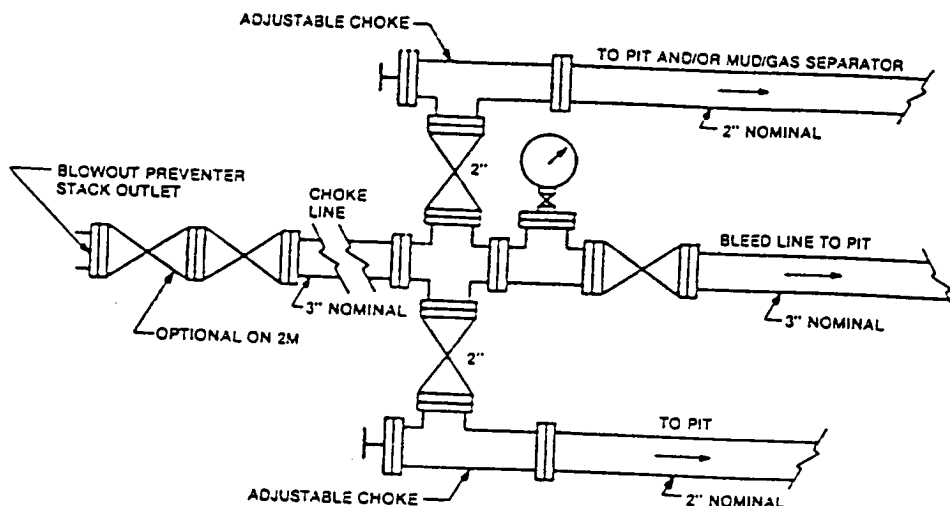 ADJUSTABLE CHOKE
TO PIT AND/OR MUD/GAS SEPARATOR
2" NOMINAL
2"
BLOWOUT PREVENTER
STACK OUTLET
CHOKE
LINE
BLEED LINE TO PIT
3" NOMINAL
3" NOMINAL
OPTIONAL ON 2M
2"
TO PIT
ADJUSTABLE CHOKE
2" NOMINAL